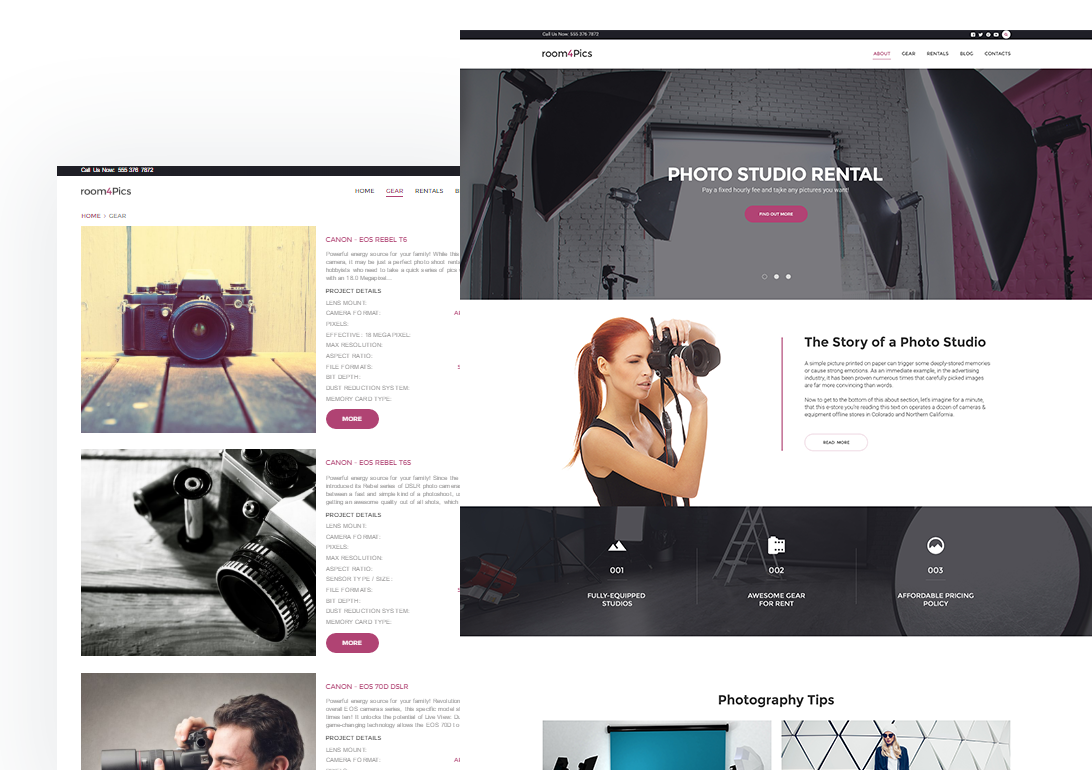 Call Us Now: 555 376 7872
room4Pics
HOME
GEAR
RENTALS
HOME > GEAR
CANON - EOS REBEL T6
Powerful energy source for your family! While this
camera, it may be just a perfect photo shoot
hobbyists who need to take a quick series of pics
with an 18.0 Megapixel...
PROJECT DETAILS
LENS MOUNT:
CAMERA FORMAT:
PIXELS:
EFFECTIVE: 18 MEGA PIXEL:
MAX RESOLUTION:
ASPECT RATIO:
FILE FORMATS:
BIT DEPTH:
DUST REDUCTION SYSTEM:
MEMORY CARD TYPE:
MORE
CANON - EOS REBEL T6S
Powerful energy source for your family! Since the
introduced its Rebel series of DSLR photo
between a fast and simple kind of a photoshoot,
getting an awesome quality out of all shots, which
PROJECT DETAILS
LENS MOUNT:
CAMERA FORMAT:
PIXELS:
MAX RESOLUTION:
ASPECT RATIO:
SENSOR TYPE / SIZE:
FILE FORMATS:
BIT DEPTH:
DUST REDUCTION SYSTEM:
MEMORY CARD TYPE:
MORE
CANON - EOS 70D DSLR
Powerful energy source for your family!
overall EOS cameras series, this specific model
times ten! It unlocks the potential of Live View.
game-changing technology allows the EOS 70D
PROJECT DETAILS
LENS MOUNT:
CAMERA FORMAT:
Call Us Now: 555 376 7872
room4Pics
ABOUT
GEAR
RENTALS
BLOG
CONTACTS
PHOTO STUDIO RENTAL
Pay a fixed hourly fee and tajke any pictures you want!
FIND OUT MORE
The Story of a Photo Studio
A simple picture printed on paper can trigger some deeply-stored memories
or cause strong emotions. As an immediate example, in the advertising
industry, it has been proven numerous times that carefully picked images
are far more convincing than words.
Now to get to the bottom of this about section, let's imagine for a minute,
that this e-store you're reading this text on operates a dozen of cameras &
equipment offline stores in Colorado and Northern California.
READ MORE
001
FULLY-EQUIPPED
STUDIOS
002
AWESOME GEAR
FOR RENT
003
AFFORDABLE PRICING
POLICY
Photography Tips